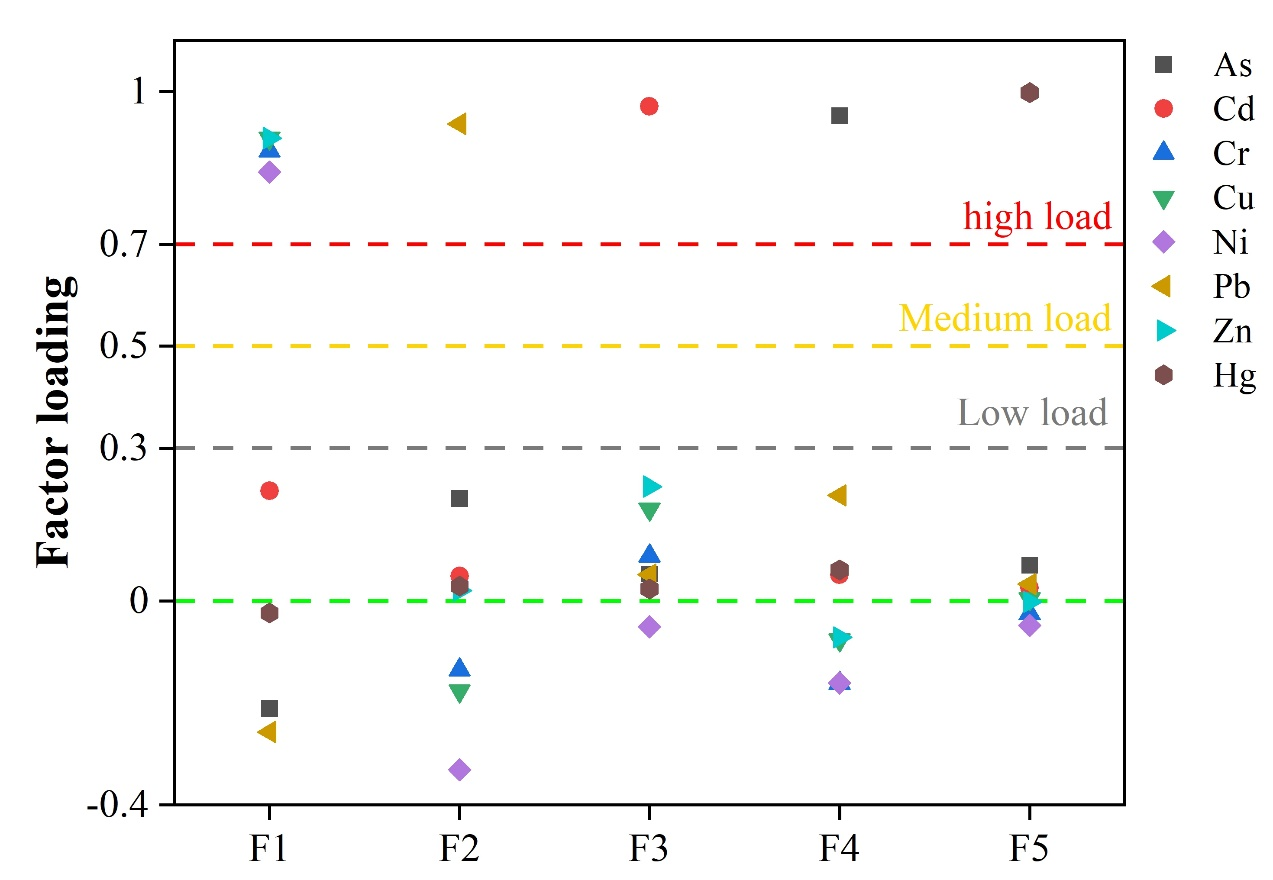 Factor loading
1
0.7
0.5
0.3
0
-0.4
high load
Medium load
Low load
F1
F2
F3
F4
F5
As
Cd
Cr
Cu
Ni
Pb
Zn
Hg